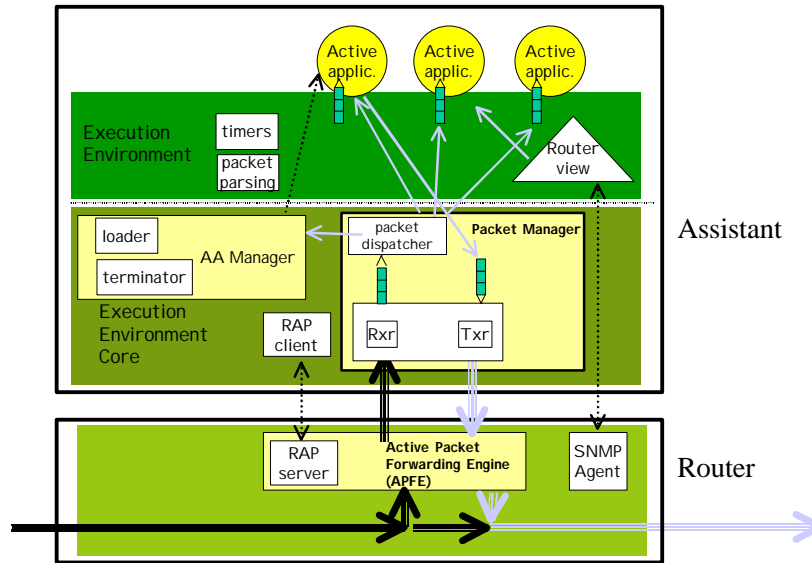 Active
applic.
Active
applic.
Active
applic.
Execution
Environment
timers
packet
parsing
Router
view
Assistant
loader
AA Manager
terminator
packet
dispatcher
Packet Manager
Execution
Environment
Core
RAP
client
Rxr
Txr
RAP
server
Active Packet
Forwarding Engine
(APFE)
SNMP
Agent
Router